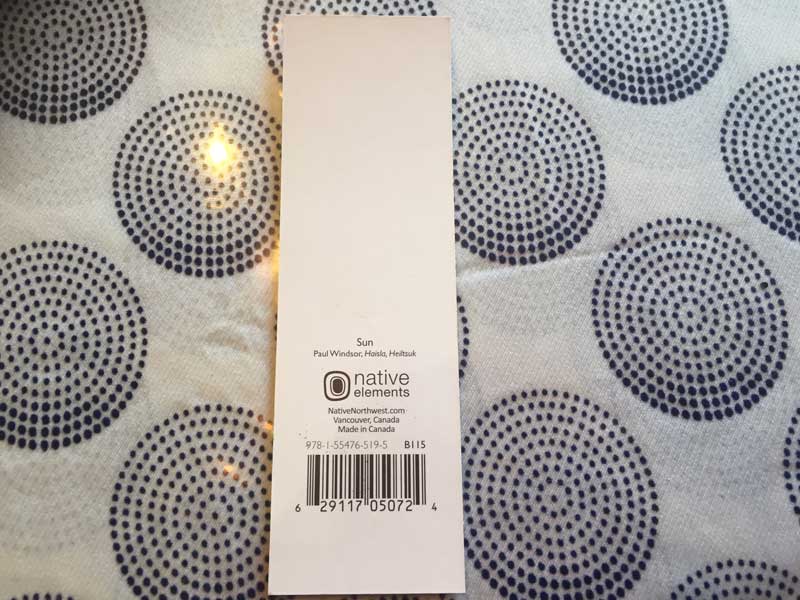 Sun
Paul Windsor, Haisla, Heiltsuk
native
elements
NativeNorthwest.com
Vancouver, Canada
Made in Canada
978-1-55476-519-5 B115
6 29117 05072 4